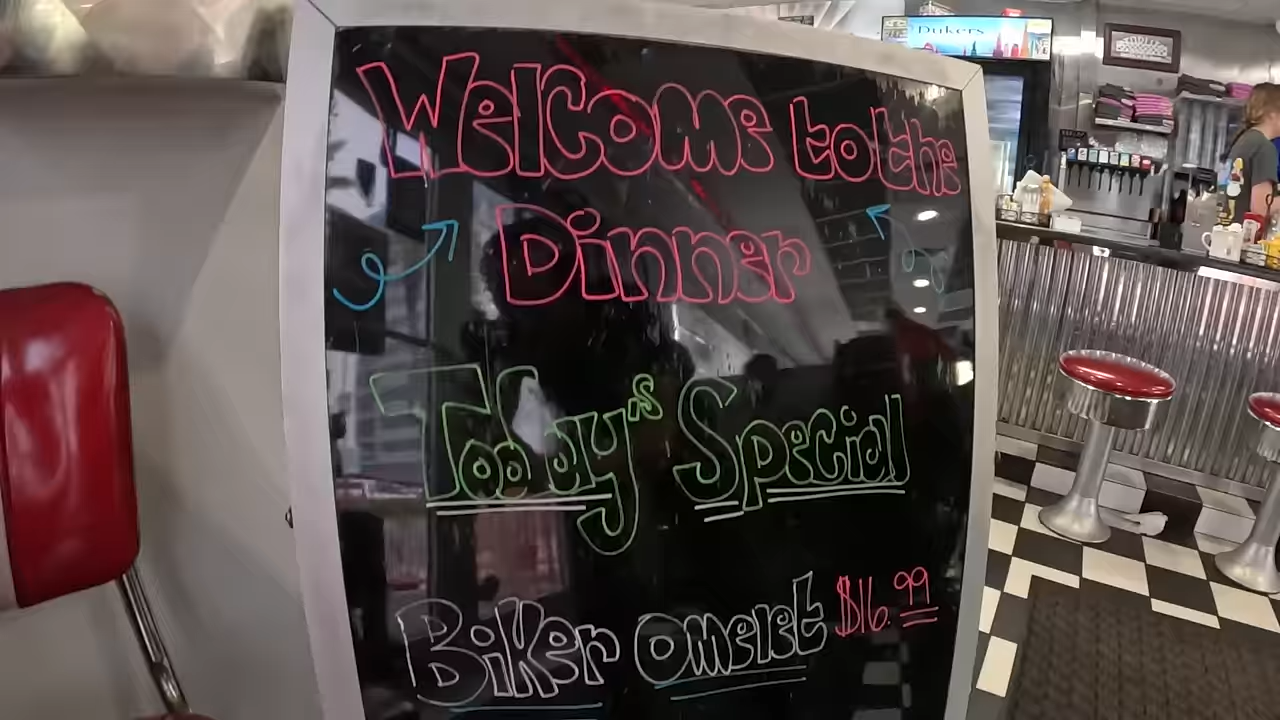 Dukers
Welcome to the
Dinner
Today's Special
Biker omelet $16.99